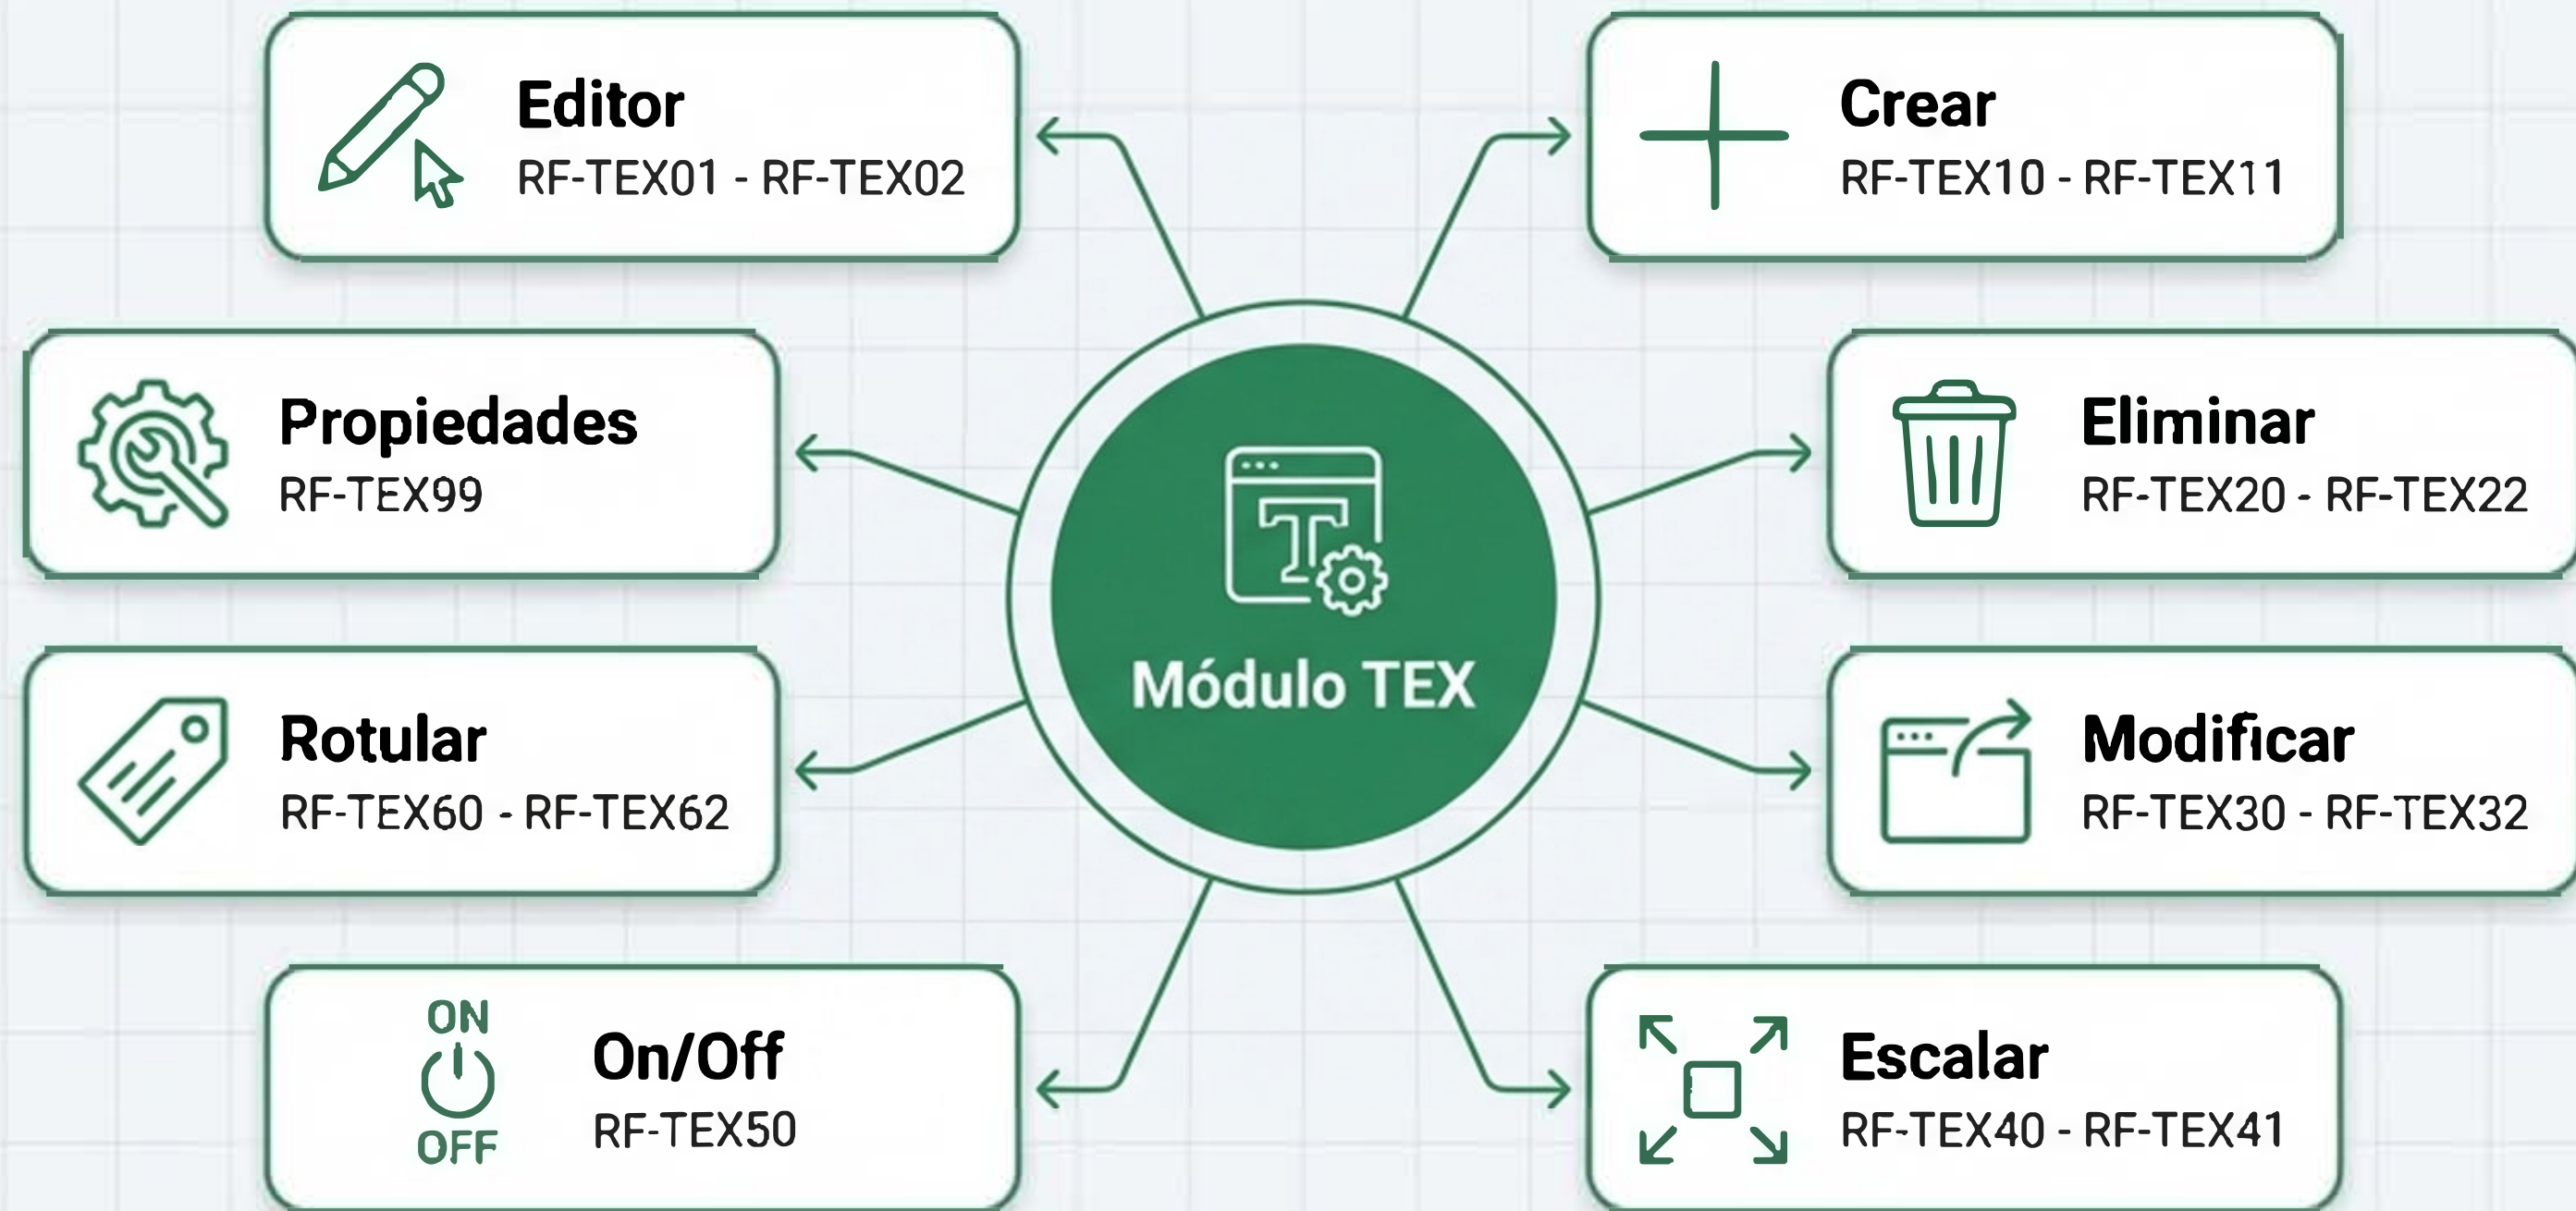 Editor
RF-TEX01 - RF-TEX02
Crear
RF-TEX10 - RF-TEX11
Propiedades
RF-TEX99
Eliminar
RF-TEX20 - RF-TEX22
T
Módulo TEX
Rotular
RF-TEX60 - RF-TEX62
Modificar
RF-TEX30 - RF-TEX32
ON
OFF
On/Off
RF-TEX50
Escalar
RF-TEX40 - RF-TEX41